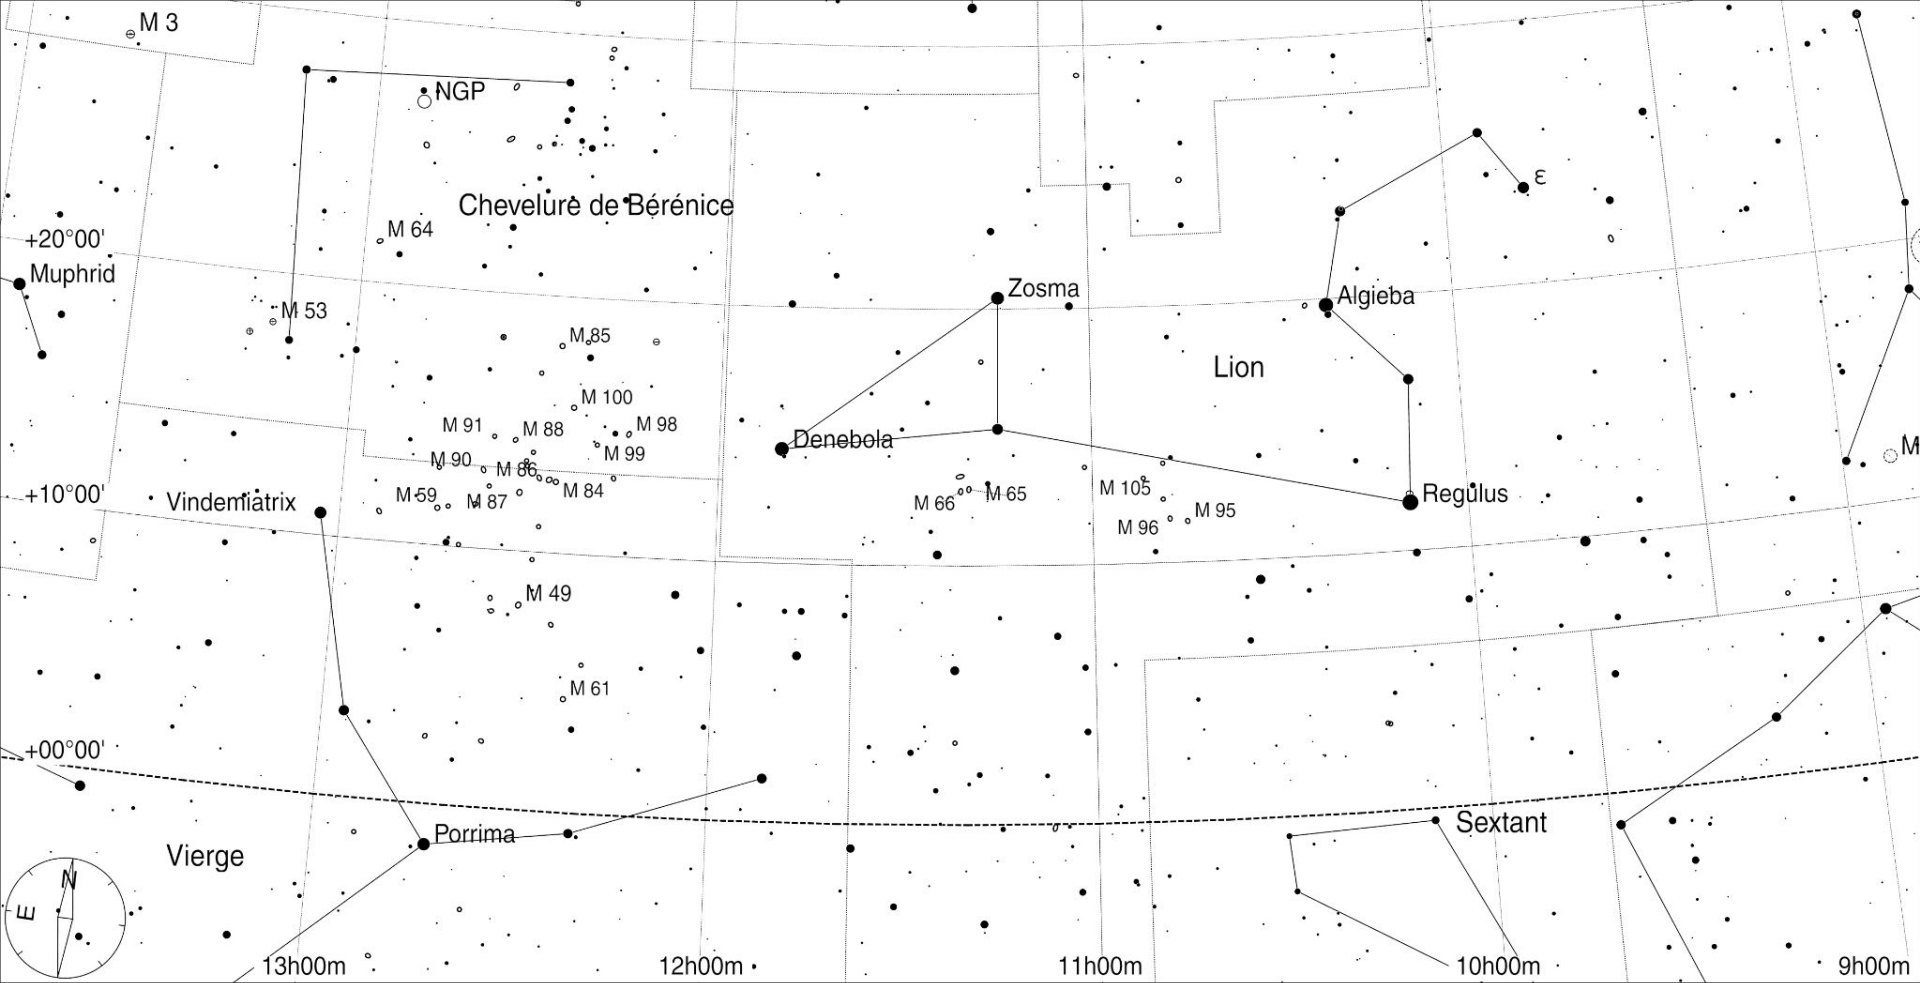 M 3
NGP
ε
Chevelure de Bérénice
M 64
+20°00'
Muphrid
Zosma
Algieba
M 53
M 85
Lion
M 100
M 91
M 88
M 98
Denebola
M 99
M
M 90
M 86
M 84
Regulus
+10°00'
Vindemiatrix
M 59
M 87
M 66
M 65
M 105
M 95
M 96
M 49
M 61
+00°00'
Porrima
Sextant
Vierge
N
E
13h00m
12h00m
11h00m
10h00m
9h00m